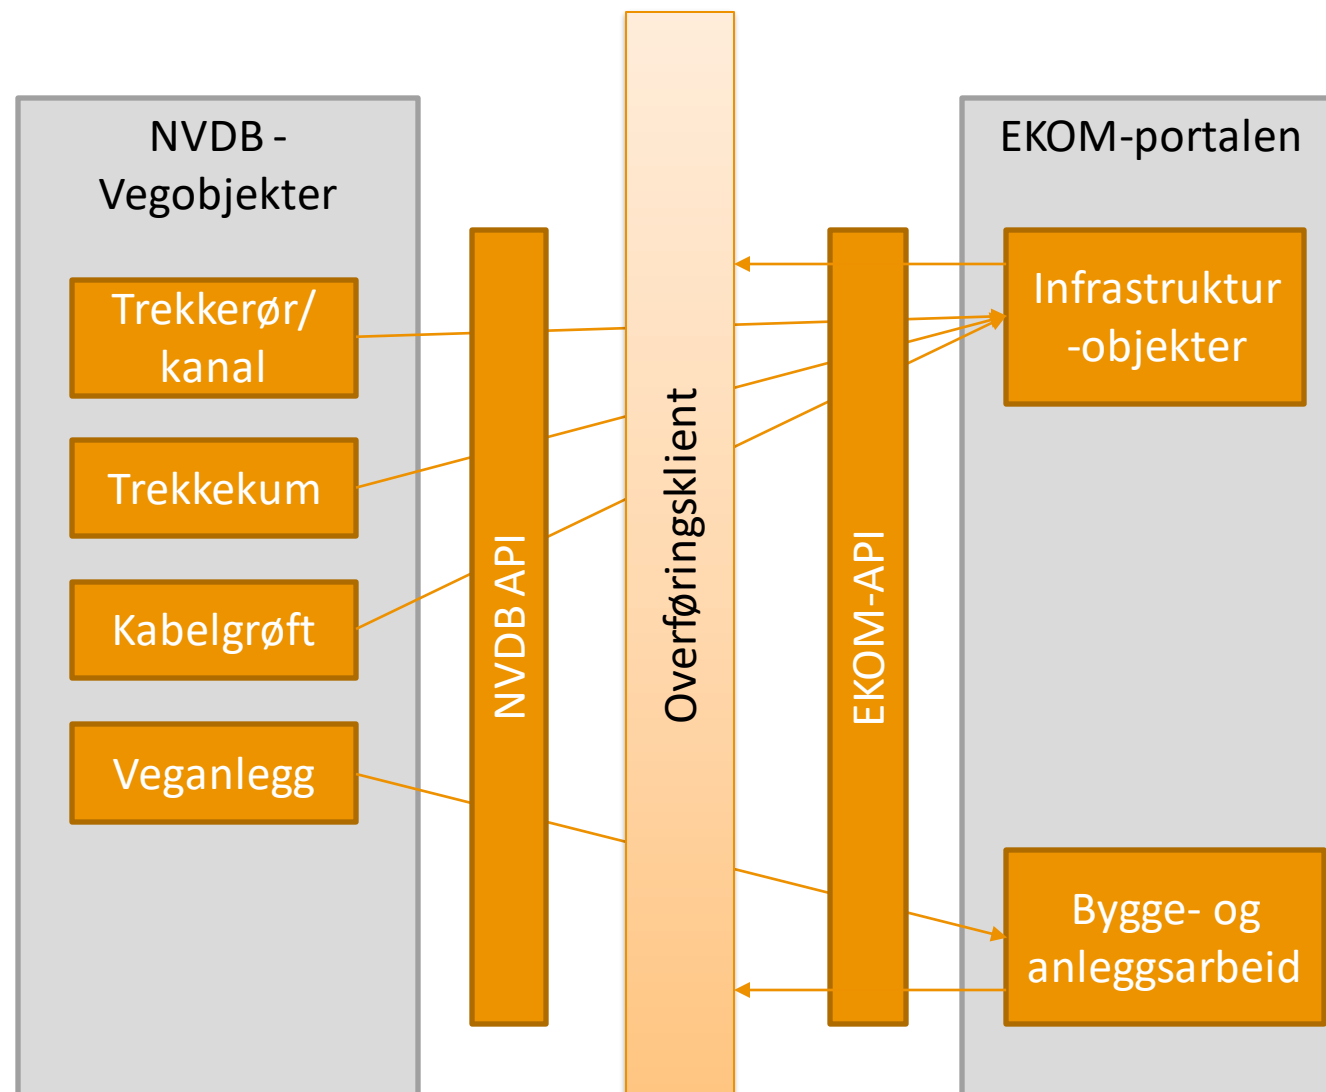 NVDB -
Vegobjekter
Trekkerør/
kanal
Trekkekum
Kabelgrøft
Veganlegg
NVDB API
Overføringsklient
EKOM-API
EKOM-portalen
Infrastruktur
-objekter
Bygge- og
anleggsarbeid